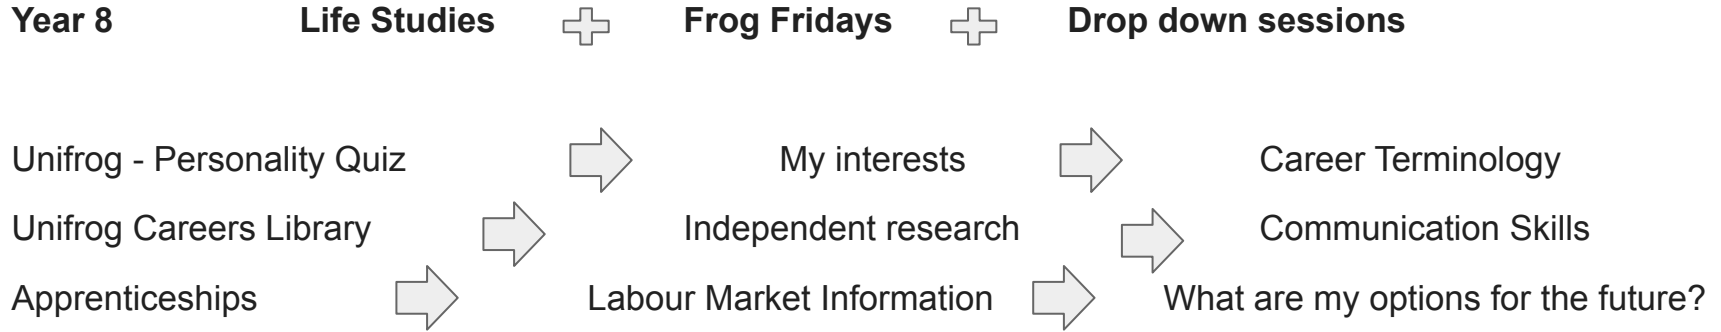 Year 8 Life Studies Frog Fridays Drop down sessions
Unifrog - Personality Quiz My interests Career Terminology
Unifrog Careers Library Independent research Communication Skills
Apprenticeships Labour Market Information What are my options for the future?